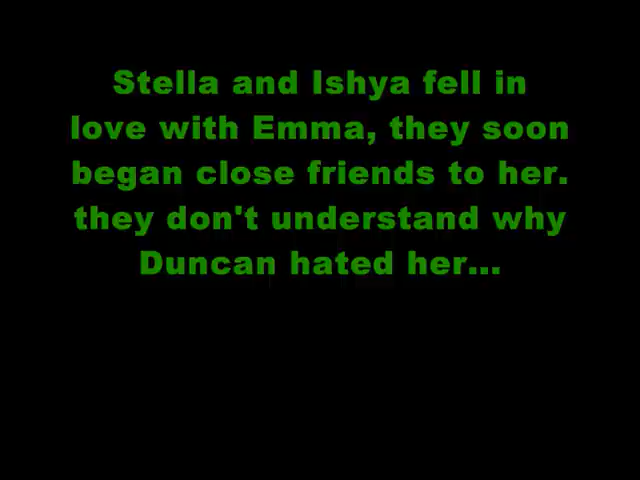 Stella and Ishya fell in
love with Emma, they soon
began close friends to her.
they don't understand why
Duncan hated her...